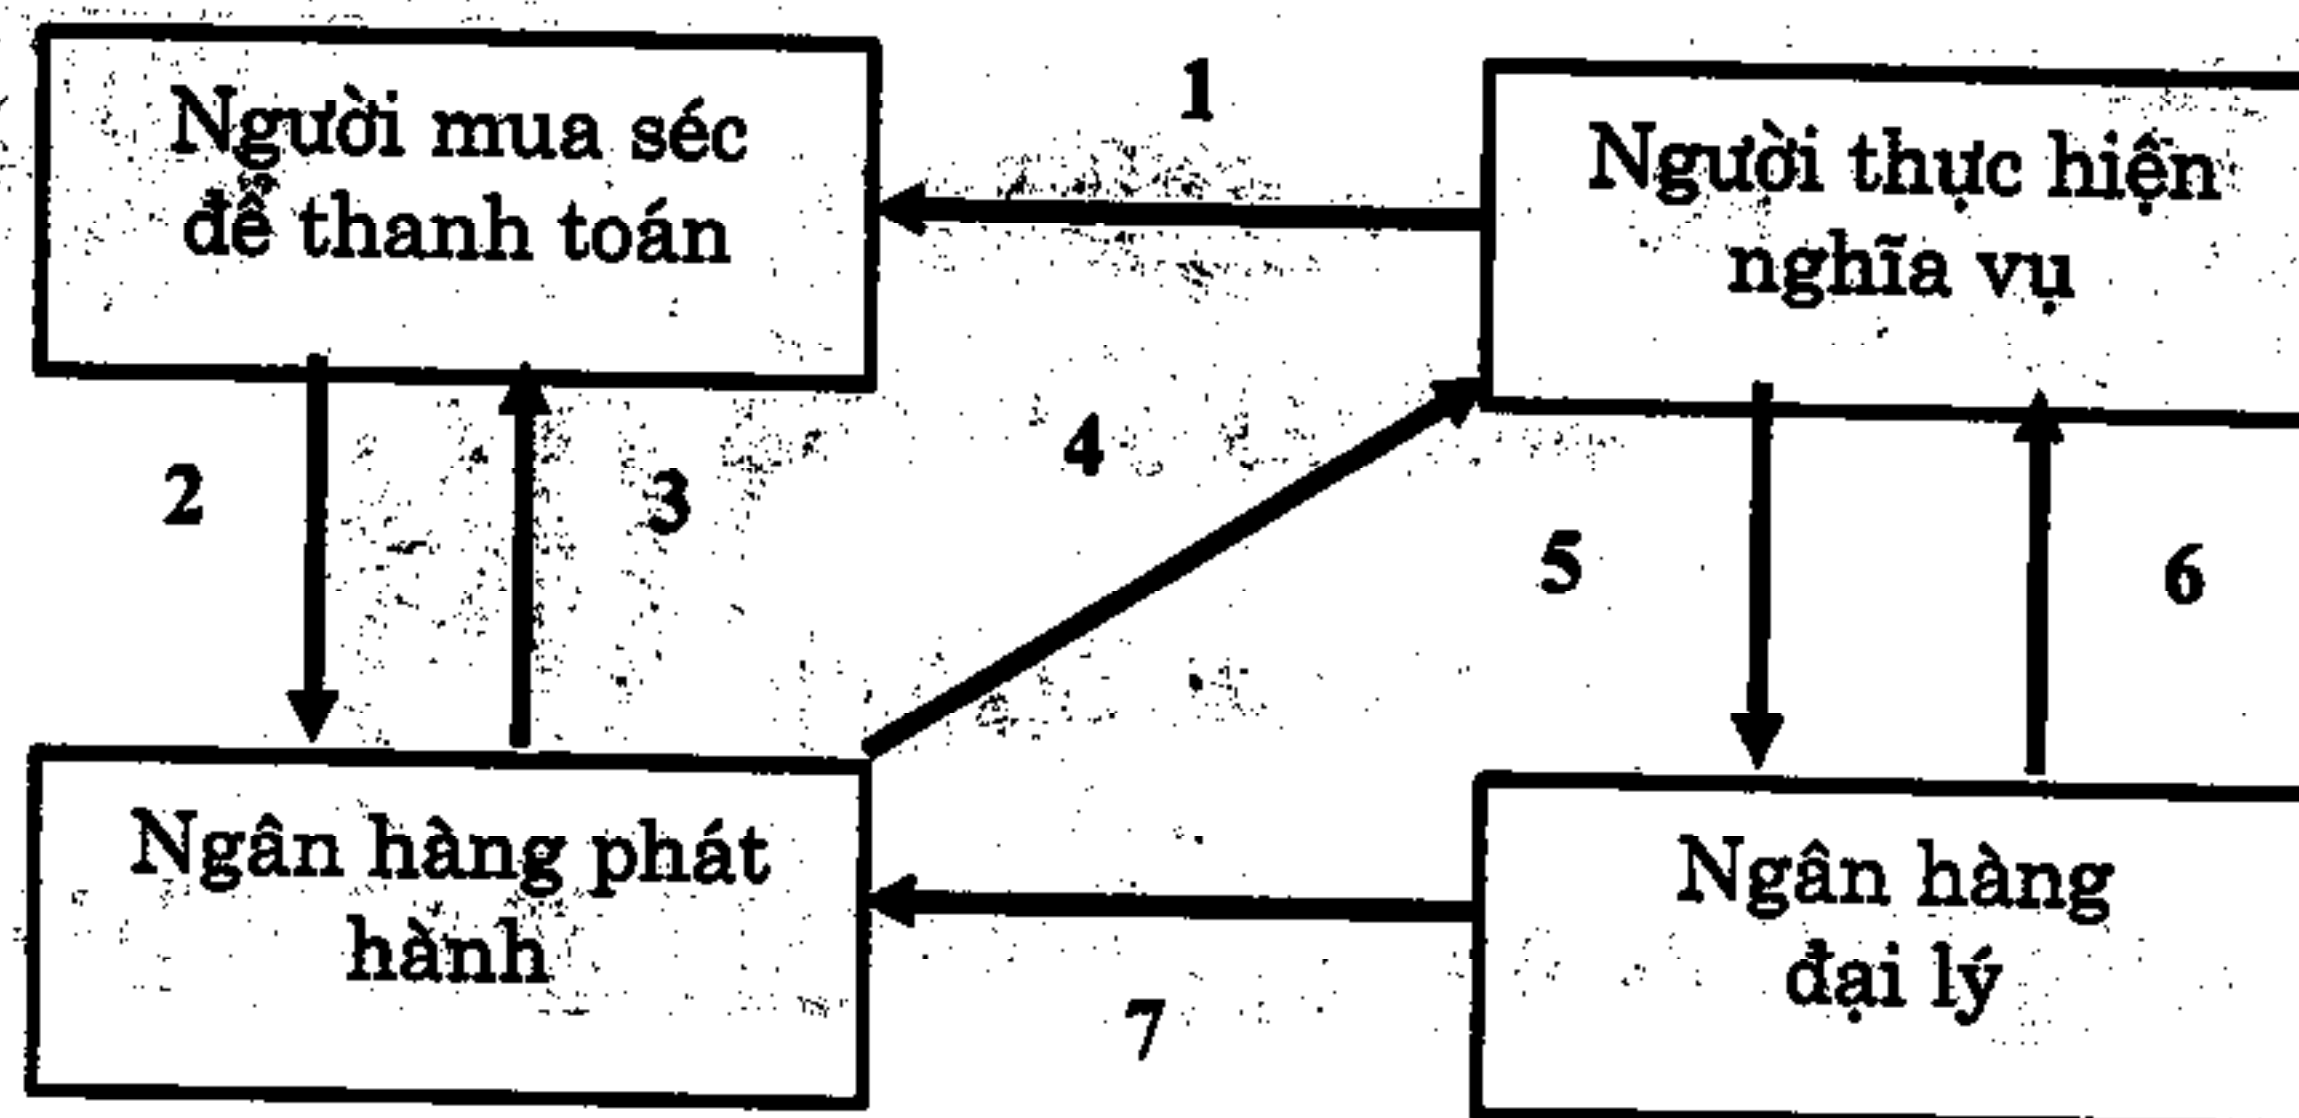 Người mua séc
để thanh toán
1
Người thực hiện
nghĩa vụ
2
3
4
5
6
Ngân hàng phát
hành
7
Ngân hàng
đại lý